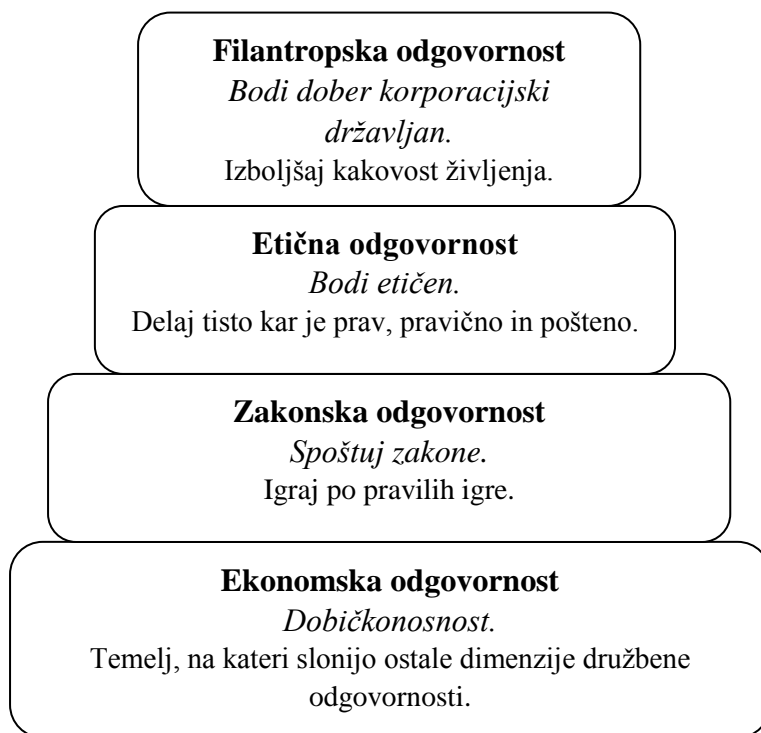 Filantropska odgovornost
Bodi dober korporacijski
državljan.
Izboljšaj kakovost življenja.
Etična odgovornost
Bodi etičen.
Delaj tisto kar je prav, pravično in pošteno.
Zakonska odgovornost
Spoštuj zakone.
Igraj po pravilih igre.
Ekonomska odgovornost
Dobičkonosnost.
Temelj, na kateri slonijo ostale dimenzije družbene
odgovornosti.